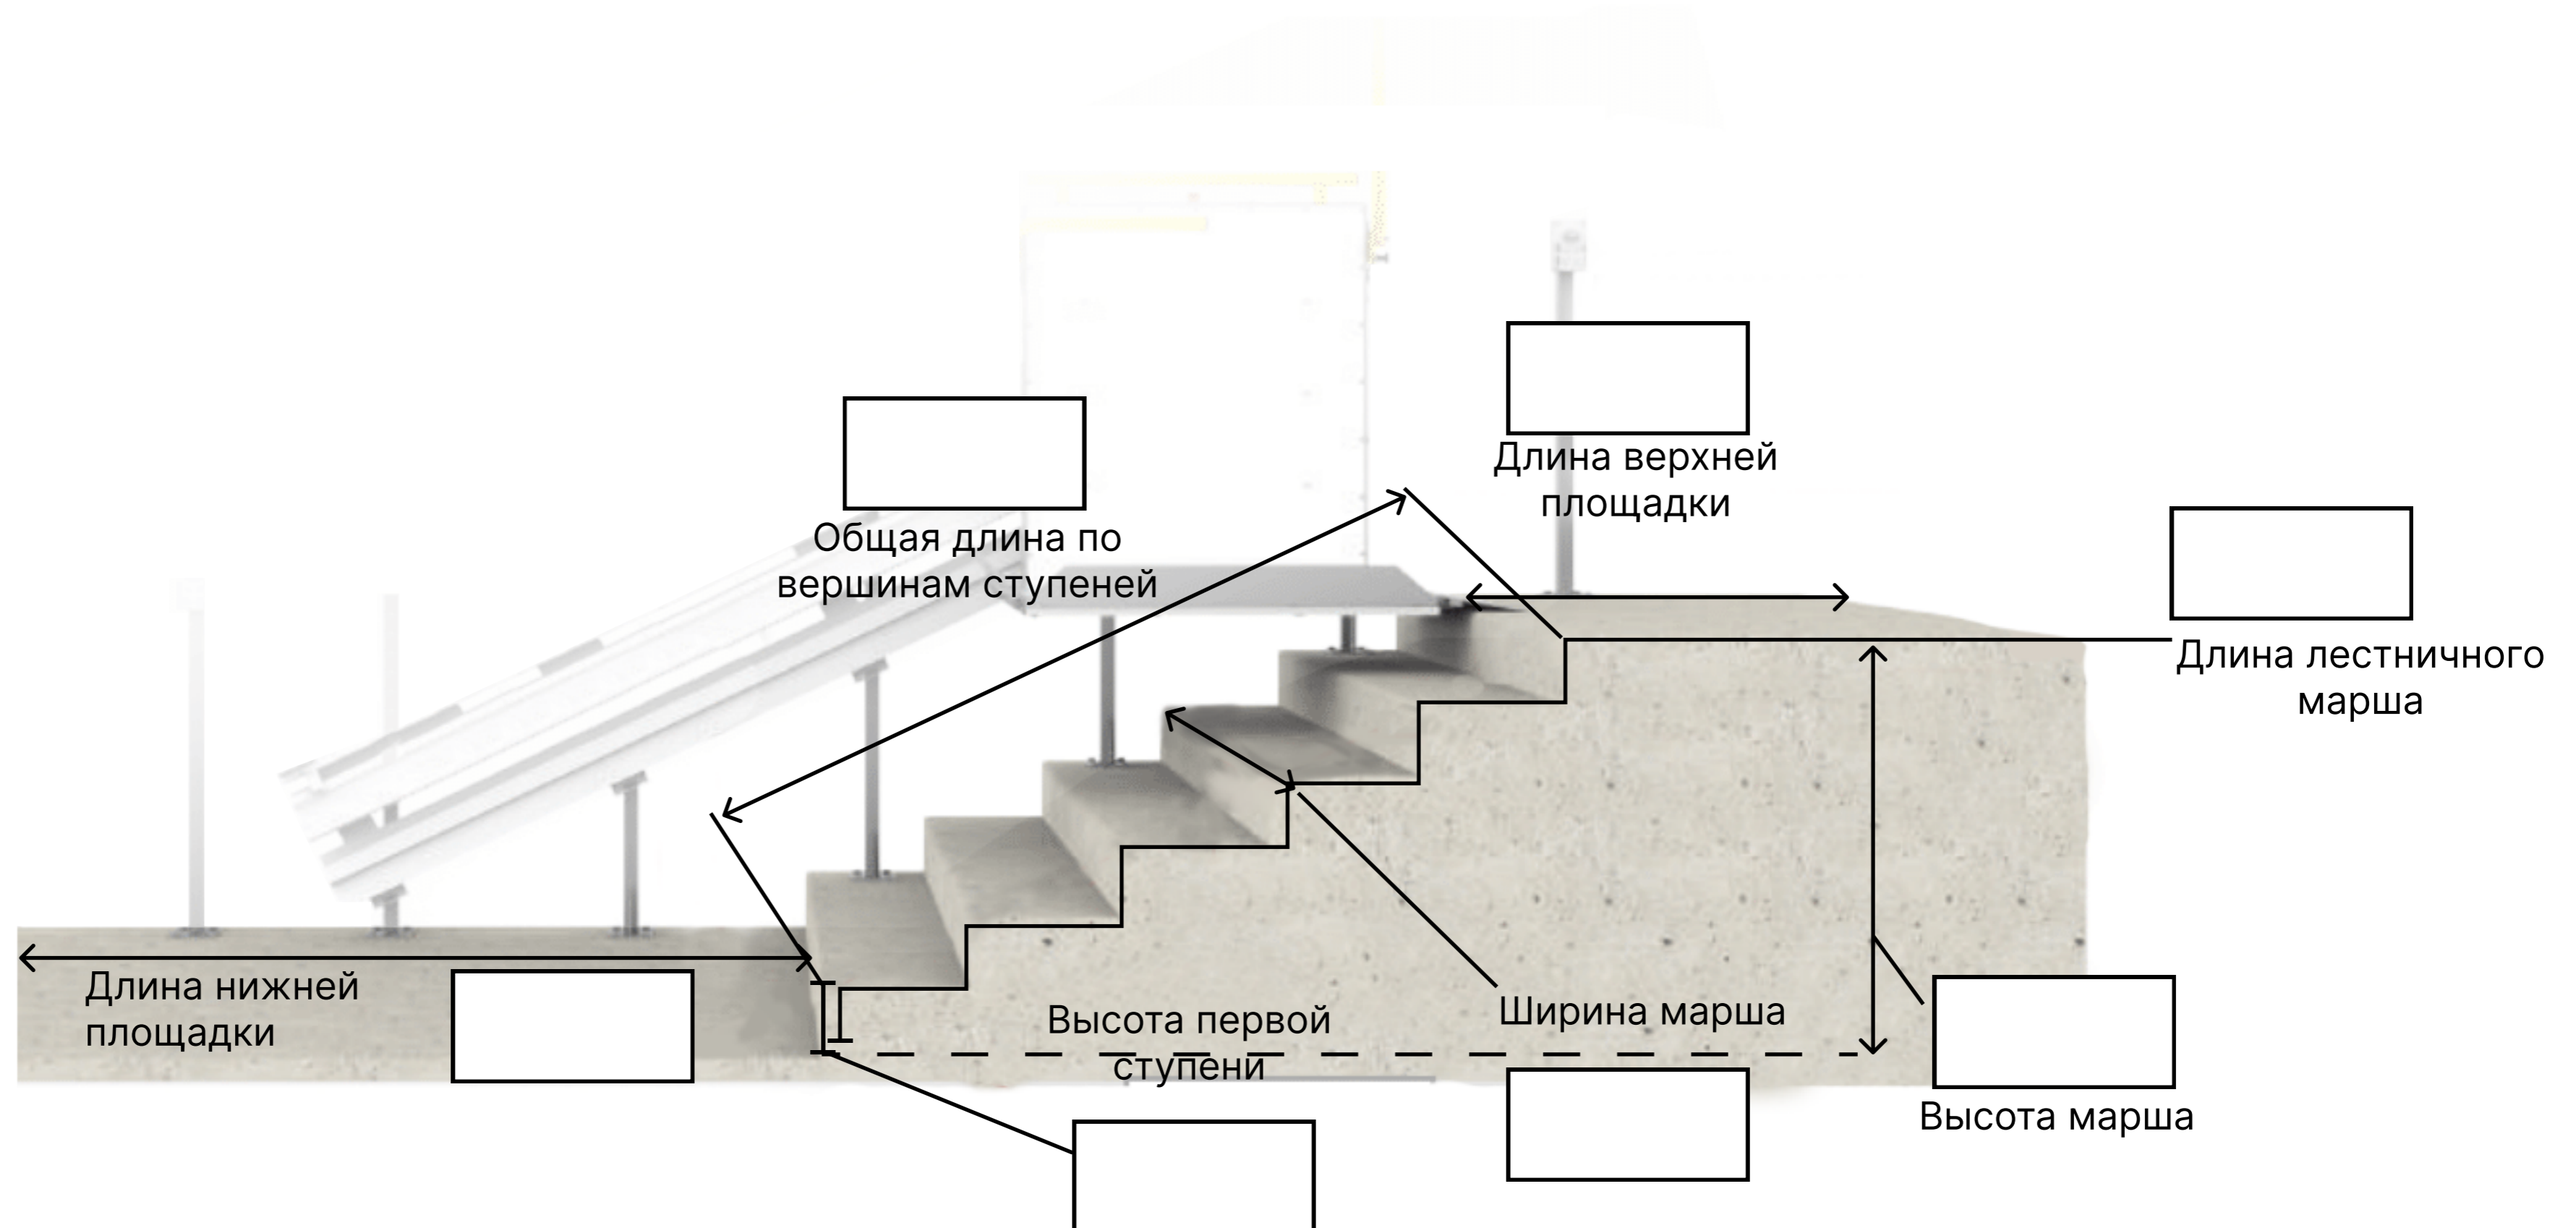 Длина верхней
площадки
Общая длина по
вершинам ступеней
Длина лестничного
марша
Длина нижней
площадки
Высота первой
ступени
Ширина марша
Высота марша